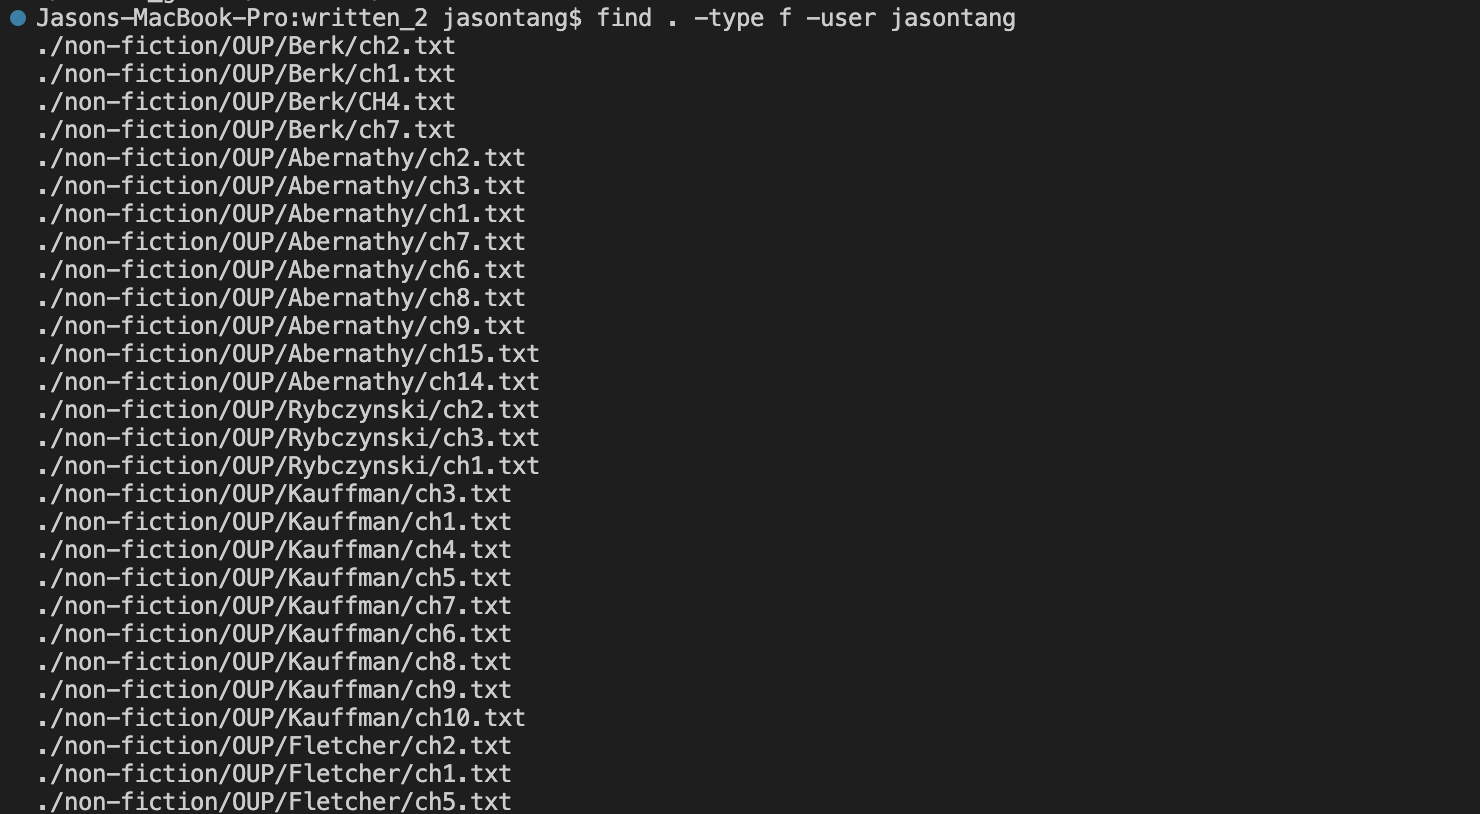 Jasons-MacBook-Pro:written_2 jasontang$ find . -type f -user jasontang
./non-fiction/OUP/Berk/ch2.txt
./non-fiction/OUP/Berk/ch1.txt
./non-fiction/OUP/Berk/CH4.txt
./non-fiction/OUP/Berk/ch7.txt
./non-fiction/OUP/Abernathy/ch2.txt
./non-fiction/OUP/Abernathy/ch3.txt
./non-fiction/OUP/Abernathy/ch1.txt
./non-fiction/OUP/Abernathy/ch7.txt
./non-fiction/OUP/Abernathy/ch6.txt
./non-fiction/OUP/Abernathy/ch8.txt
./non-fiction/OUP/Abernathy/ch9.txt
./non-fiction/OUP/Abernathy/ch15.txt
./non-fiction/OUP/Abernathy/ch14.txt
./non-fiction/OUP/Rybczynski/ch2.txt
./non-fiction/OUP/Rybczynski/ch3.txt
./non-fiction/OUP/Rybczynski/ch1.txt
./non-fiction/OUP/Kauffman/ch3.txt
./non-fiction/OUP/Kauffman/ch1.txt
./non-fiction/OUP/Kauffman/ch4.txt
./non-fiction/OUP/Kauffman/ch5.txt
./non-fiction/OUP/Kauffman/ch7.txt
./non-fiction/OUP/Kauffman/ch6.txt
./non-fiction/OUP/Kauffman/ch8.txt
./non-fiction/OUP/Kauffman/ch9.txt
./non-fiction/OUP/Kauffman/ch10.txt
./non-fiction/OUP/Fletcher/ch2.txt
./non-fiction/OUP/Fletcher/ch1.txt
./non-fiction/OUP/Fletcher/ch5.txt